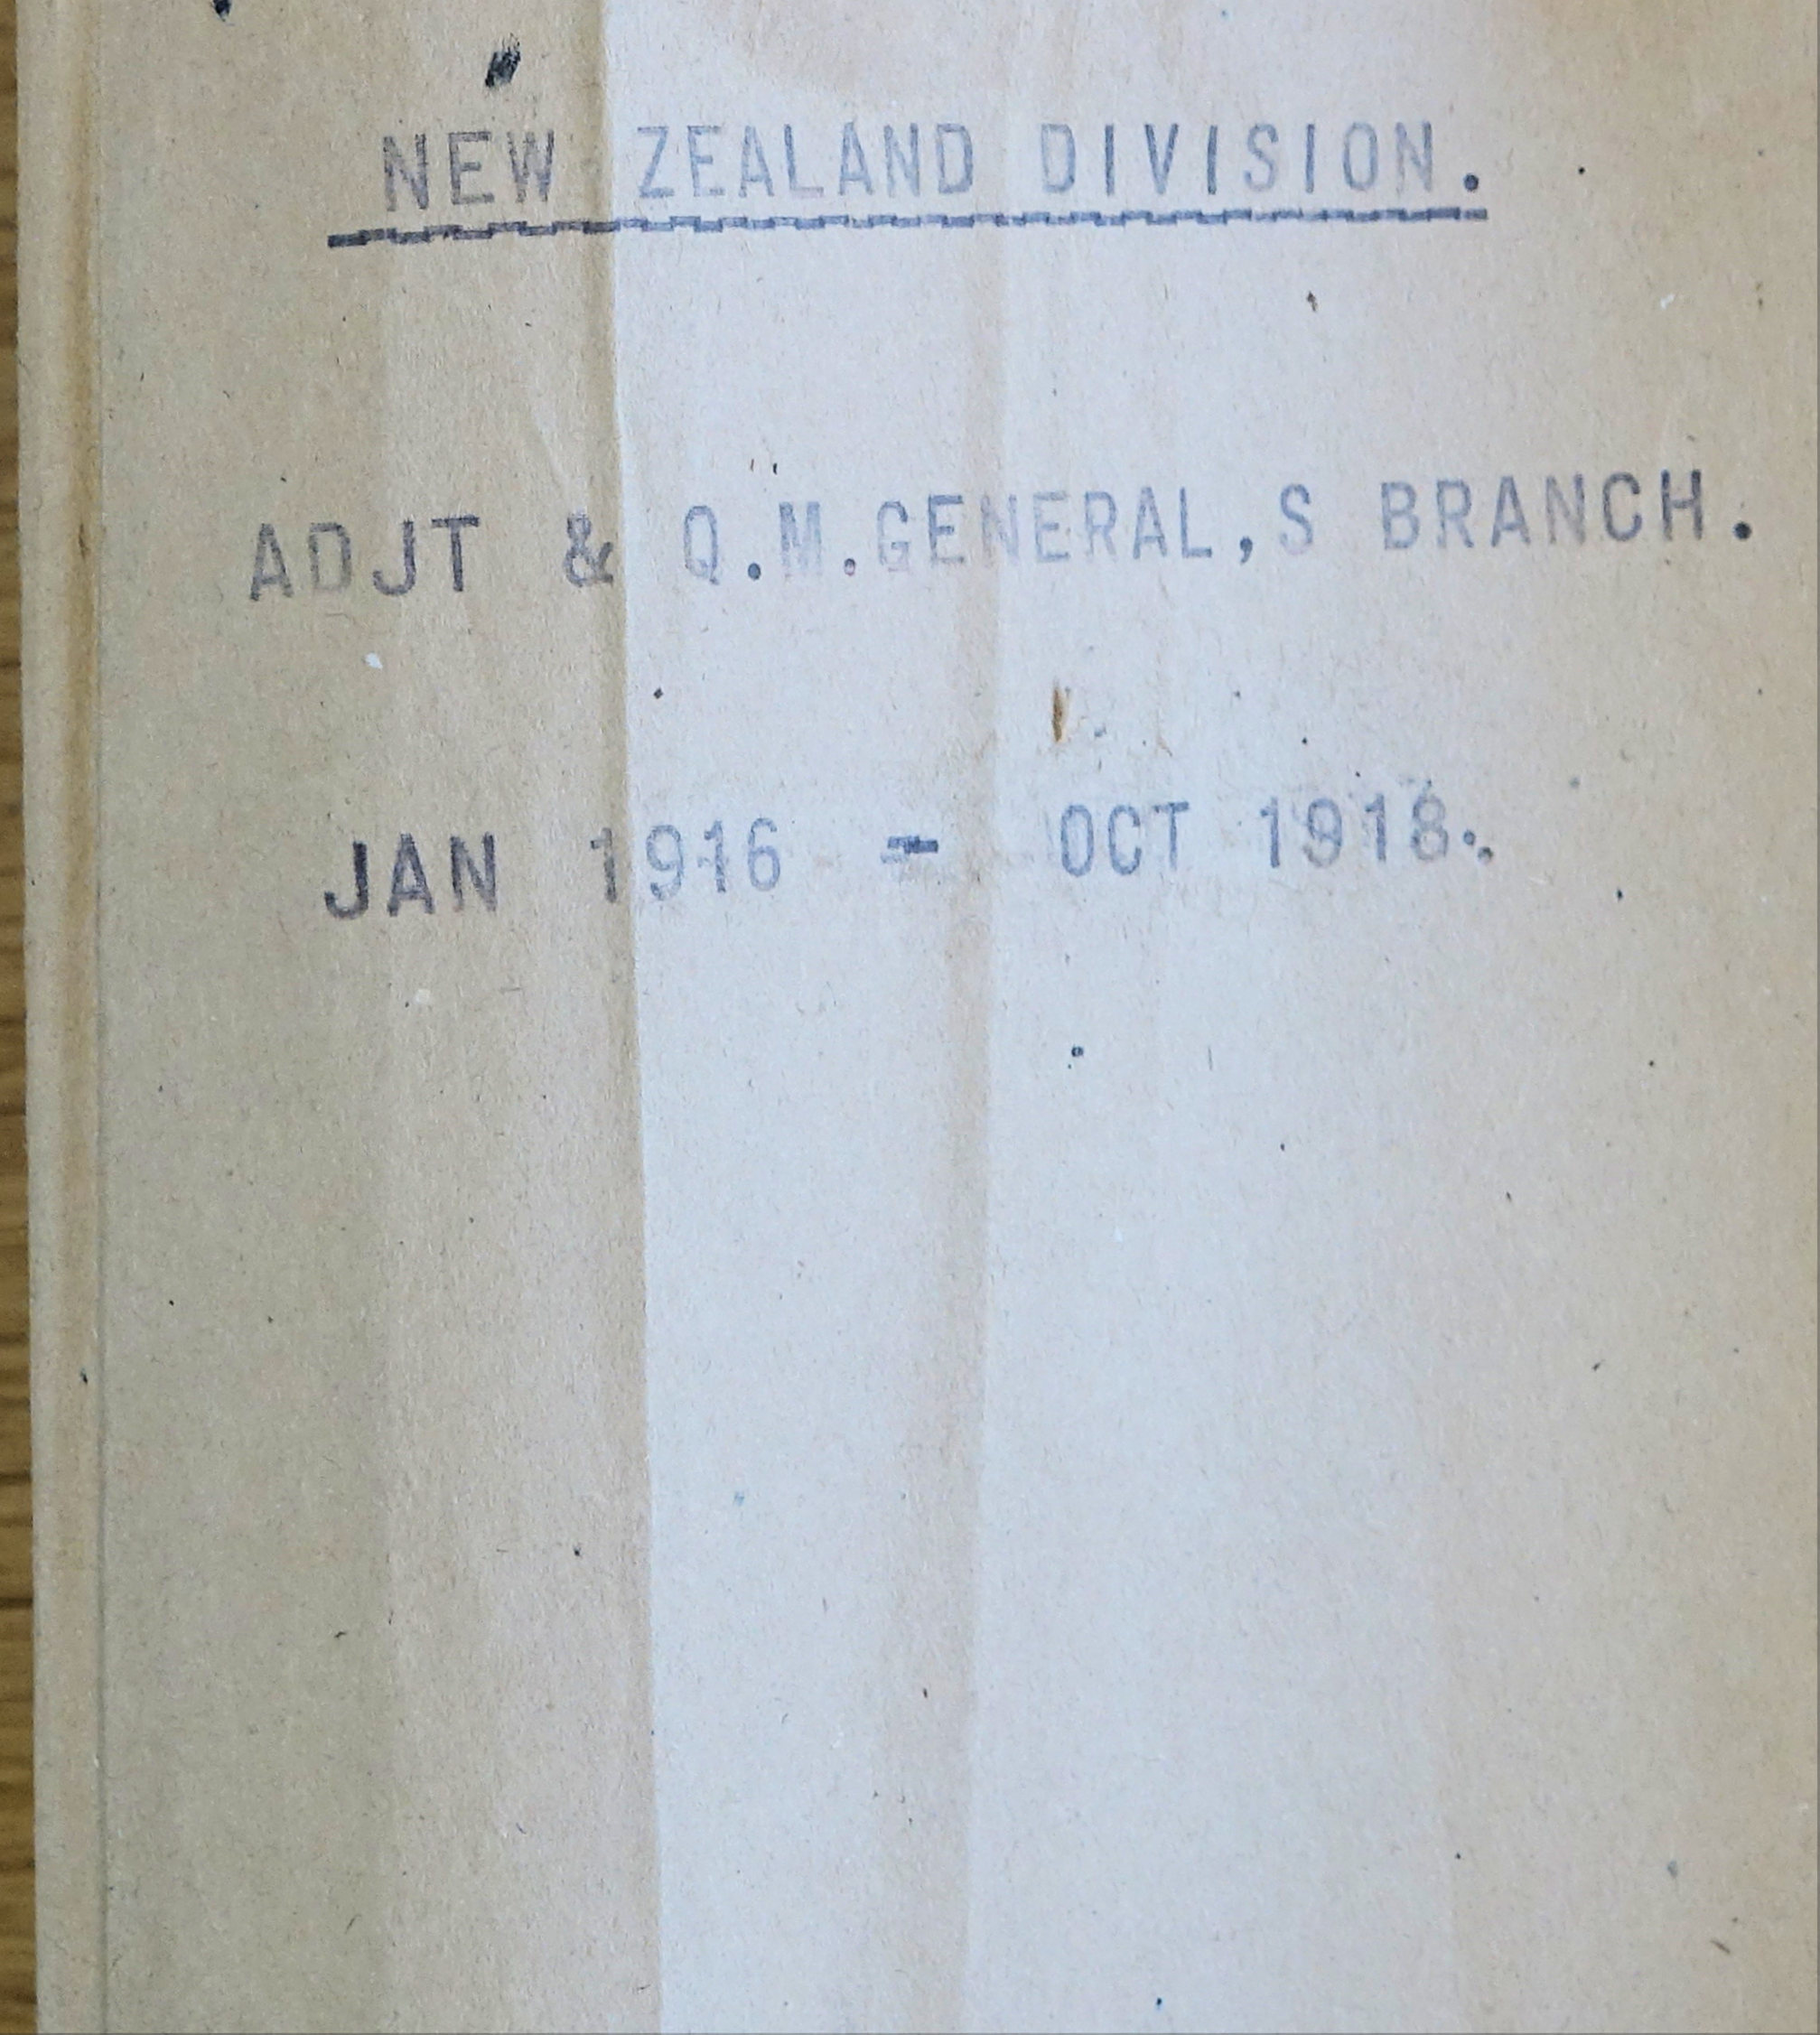 NEW ZEALAND DIVISION.
ADJT & Q.M.GENERAL,S BRANCH.
JAN 1916 - OCT 1918.